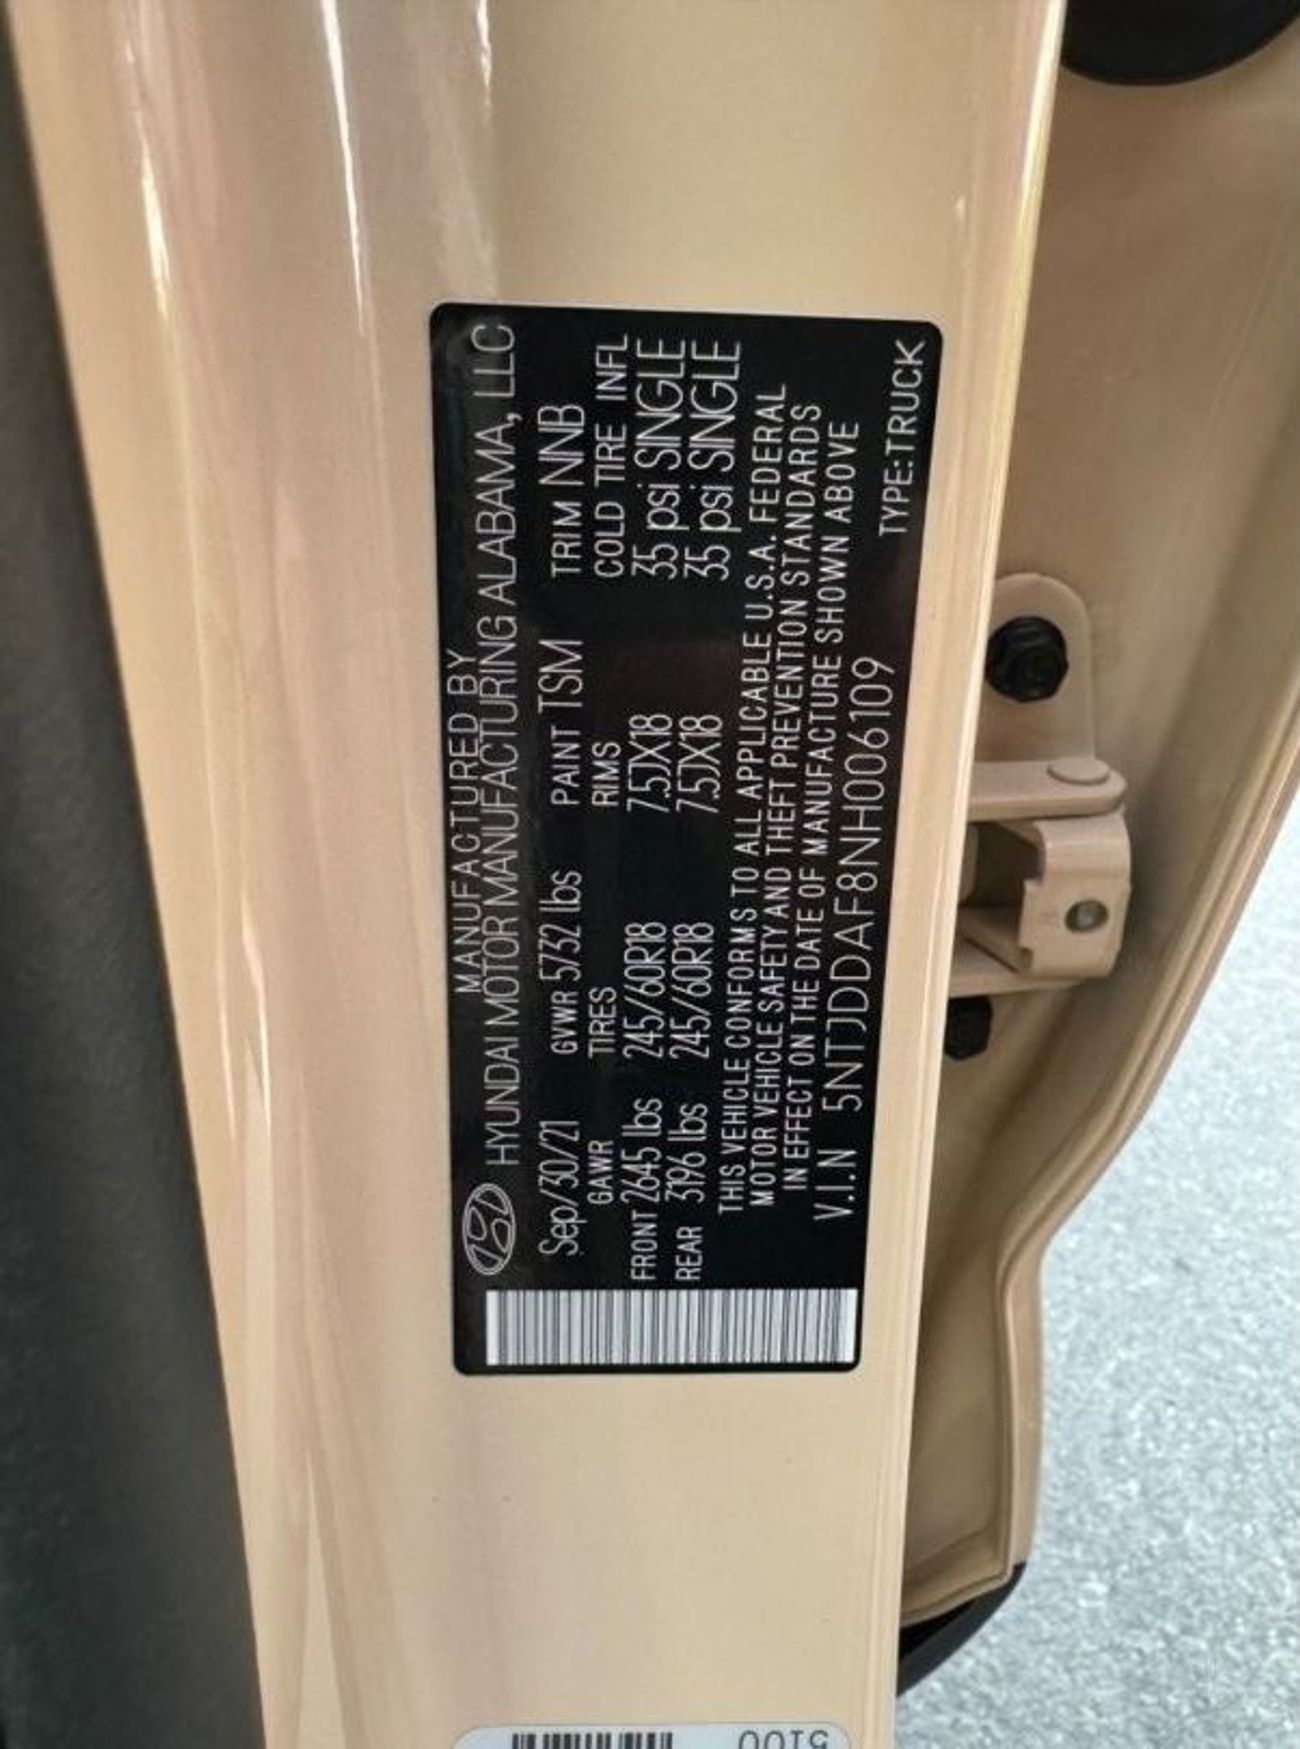 MANUFACTURED BY
HYUNDAI MOTOR MANUFACTURING ALABAMA, LLC
Sep/30/21 GVWR 5732 lbs PAINT TSM TRIM NNB
GAWR TIRES RIMS COLD TIRE INFL
FRONT 2645 lbs 245/60R18 7.5JX18 35 psi SINGLE
REAR 3196 lbs 245/60R18 7.5JX18 35 psi SINGLE
THIS VEHICLE CONFORMS TO ALL APPLICABLE U.S.A. FEDERAL
MOTOR VEHICLE SAFETY AND THEFT PREVENTION STANDARDS
IN EFFECT ON THE DATE OF MANUFACTURE SHOWN ABOVE
V.I.N 5NTJDDAF8NH006109 TYPE:TRUCK
5100